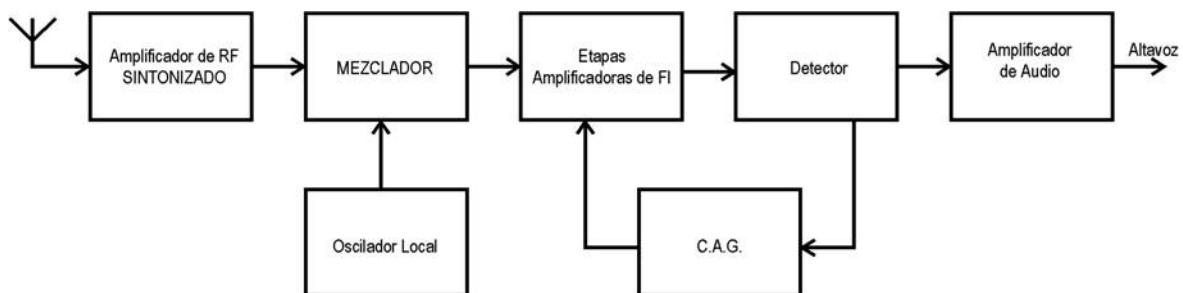 Amplificador de RF
SINTONIZADO
MEZCLADOR
Etapas
Amplificadoras de FI
Detector
Amplificador
de Audio
Altavoz
Oscilador Local
C.A.G.